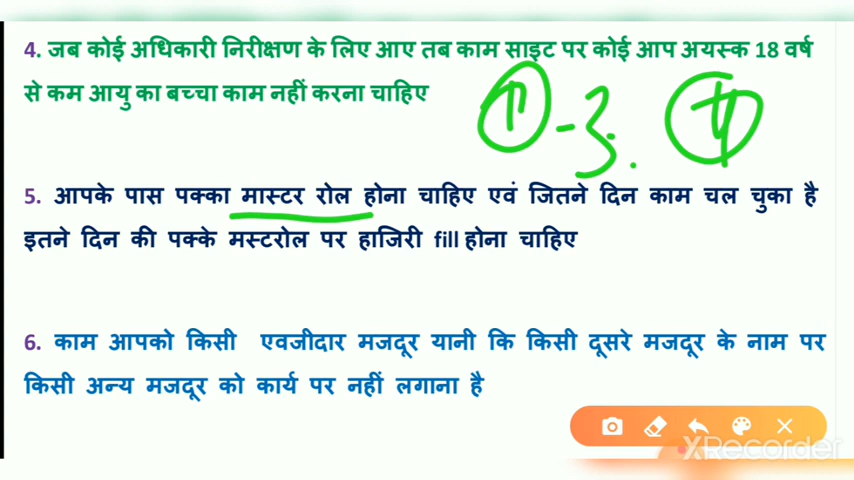 4. जब कोई अधिकारी निरीक्षण के लिए आए तब काम साइट पर कोई आप अयस्क 18 वर्ष
से कम आयु का बच्चा काम नहीं करना चाहिए
5. आपके पास पक्का मास्टर रोल होना चाहिए एवं जितने दिन काम चल चुका है
इतने दिन की पक्के मस्टरोल पर हाजिरी fill होना चाहिए
6. काम आपको किसी एवजीदार मजदूर यानी कि किसी दूसरे मजदूर के नाम पर
किसी अन्य मजदूर को कार्य पर नहीं लगाना है
XRecorder